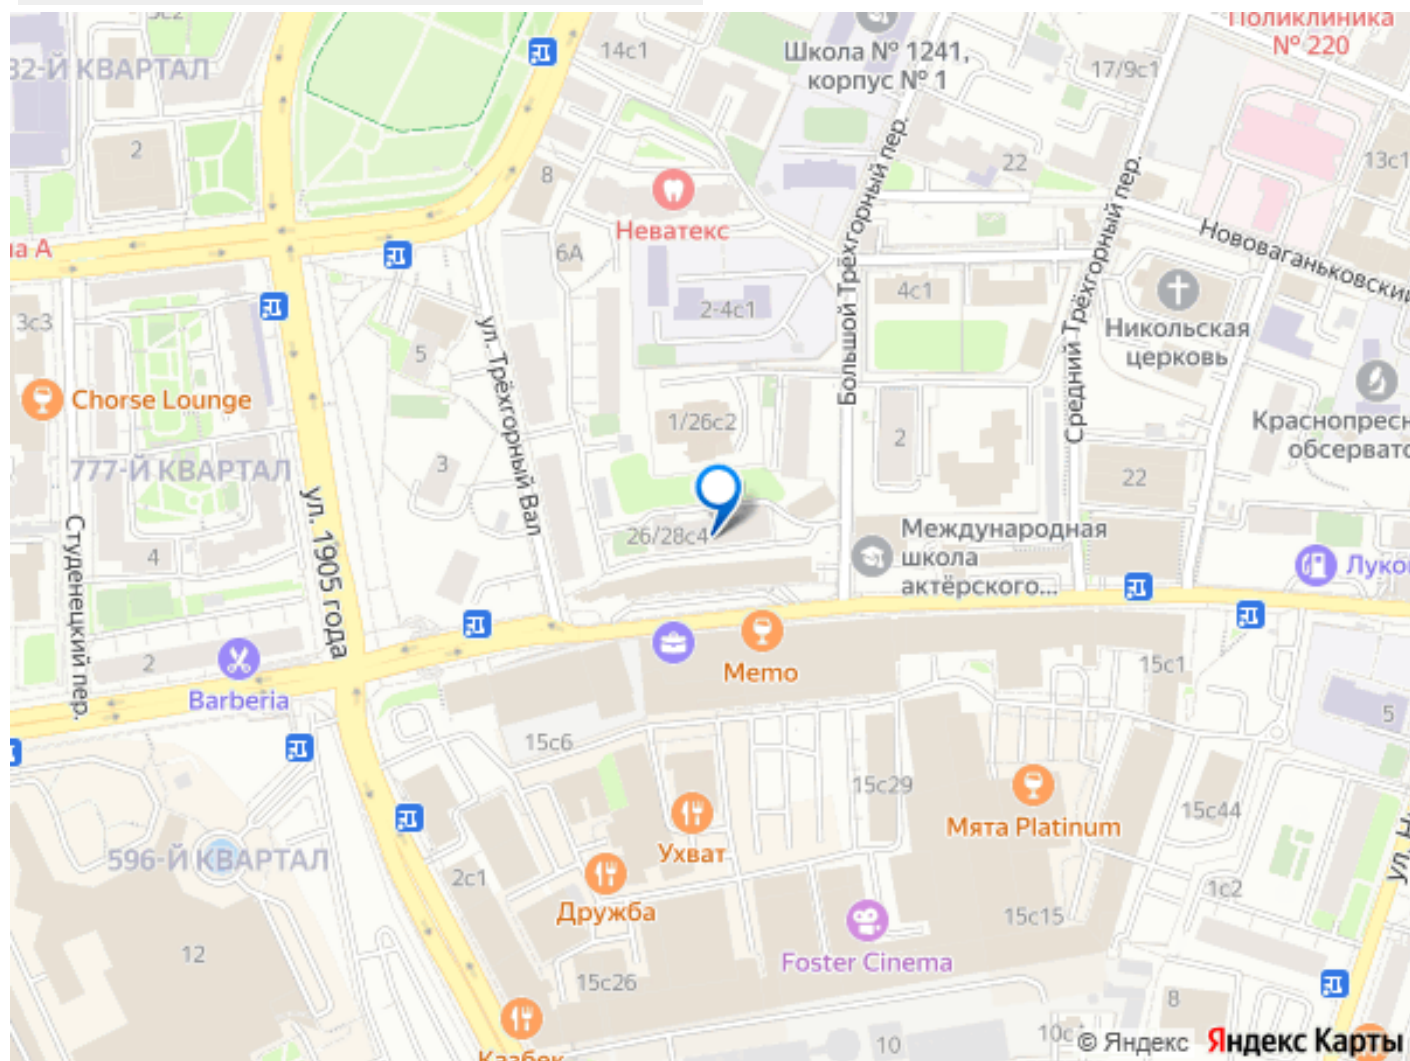 Поликлиника
№ 220
14с1
Школа № 1241,
корпус № 1
17/9с1
32-Й КВАРТАЛ
2
8
22
13с1
Неватекс
Большой Трёхгорный пер.
Средний Трёхгорный пер.
Нововаганьковский
6А
4с1
Никольская
церковь
3с3
2-4с1
ул. Трёхгорный Вал
5
Chorse Lounge
1/26с2
2
Краснопресн
обсервато
777-Й КВАРТАЛ
3
22
ул. 1905 года
Студенецкий пер.
26/28с4
Международная
школа
актёрского...
4
2
Barberia
Memo
15с1
5
15с6
15с29
15с44
Мята Platinum
Ухват
596-Й КВАРТАЛ
2с1
1с2
Дружба
15с15
12
Foster Cinema
15с26
8
Казбек
10
10с
© Яндекс
Яндекс Карты